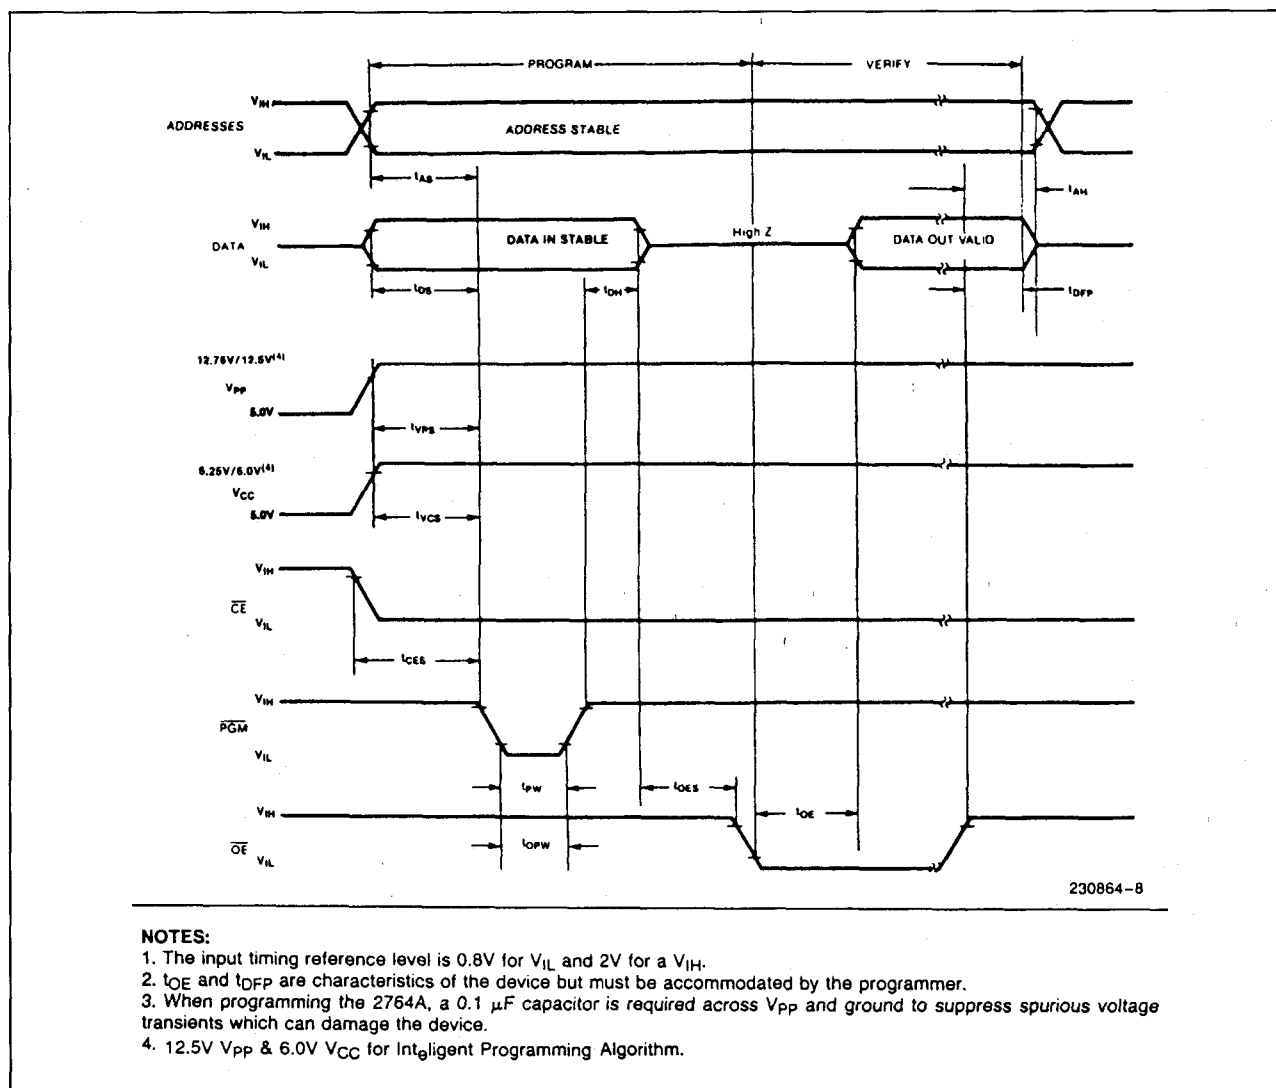 PROGRAM VERIFY
VIH
ADDRESSES ADDRESS STABLE
VIL
tAS tAH
VIH
DATA DATA IN STABLE High Z DATA OUT VALID
VIL
tDS tDH tDFP
12.75V/12.5V(4)
VPP
5.0V
tVPS
6.25V/6.0V(4)
VCC
5.0V
tVCS
VIH
CE
VIL
tCES
VIH
PGM
VIL
tPW tOES
VIH tOE
OE tOPW
VIL
230864-8
NOTES:
1. The input timing reference level is 0.8V for VIL and 2V for a VIH.
2. tOE and tDFP are characteristics of the device but must be accommodated by the programmer.
3. When programming the 2764A, a 0.1 μF capacitor is required across VPP and ground to suppress spurious voltage
transients which can damage the device.
4. 12.5V VPP & 6.0V VCC for Inteligent Programming Algorithm.